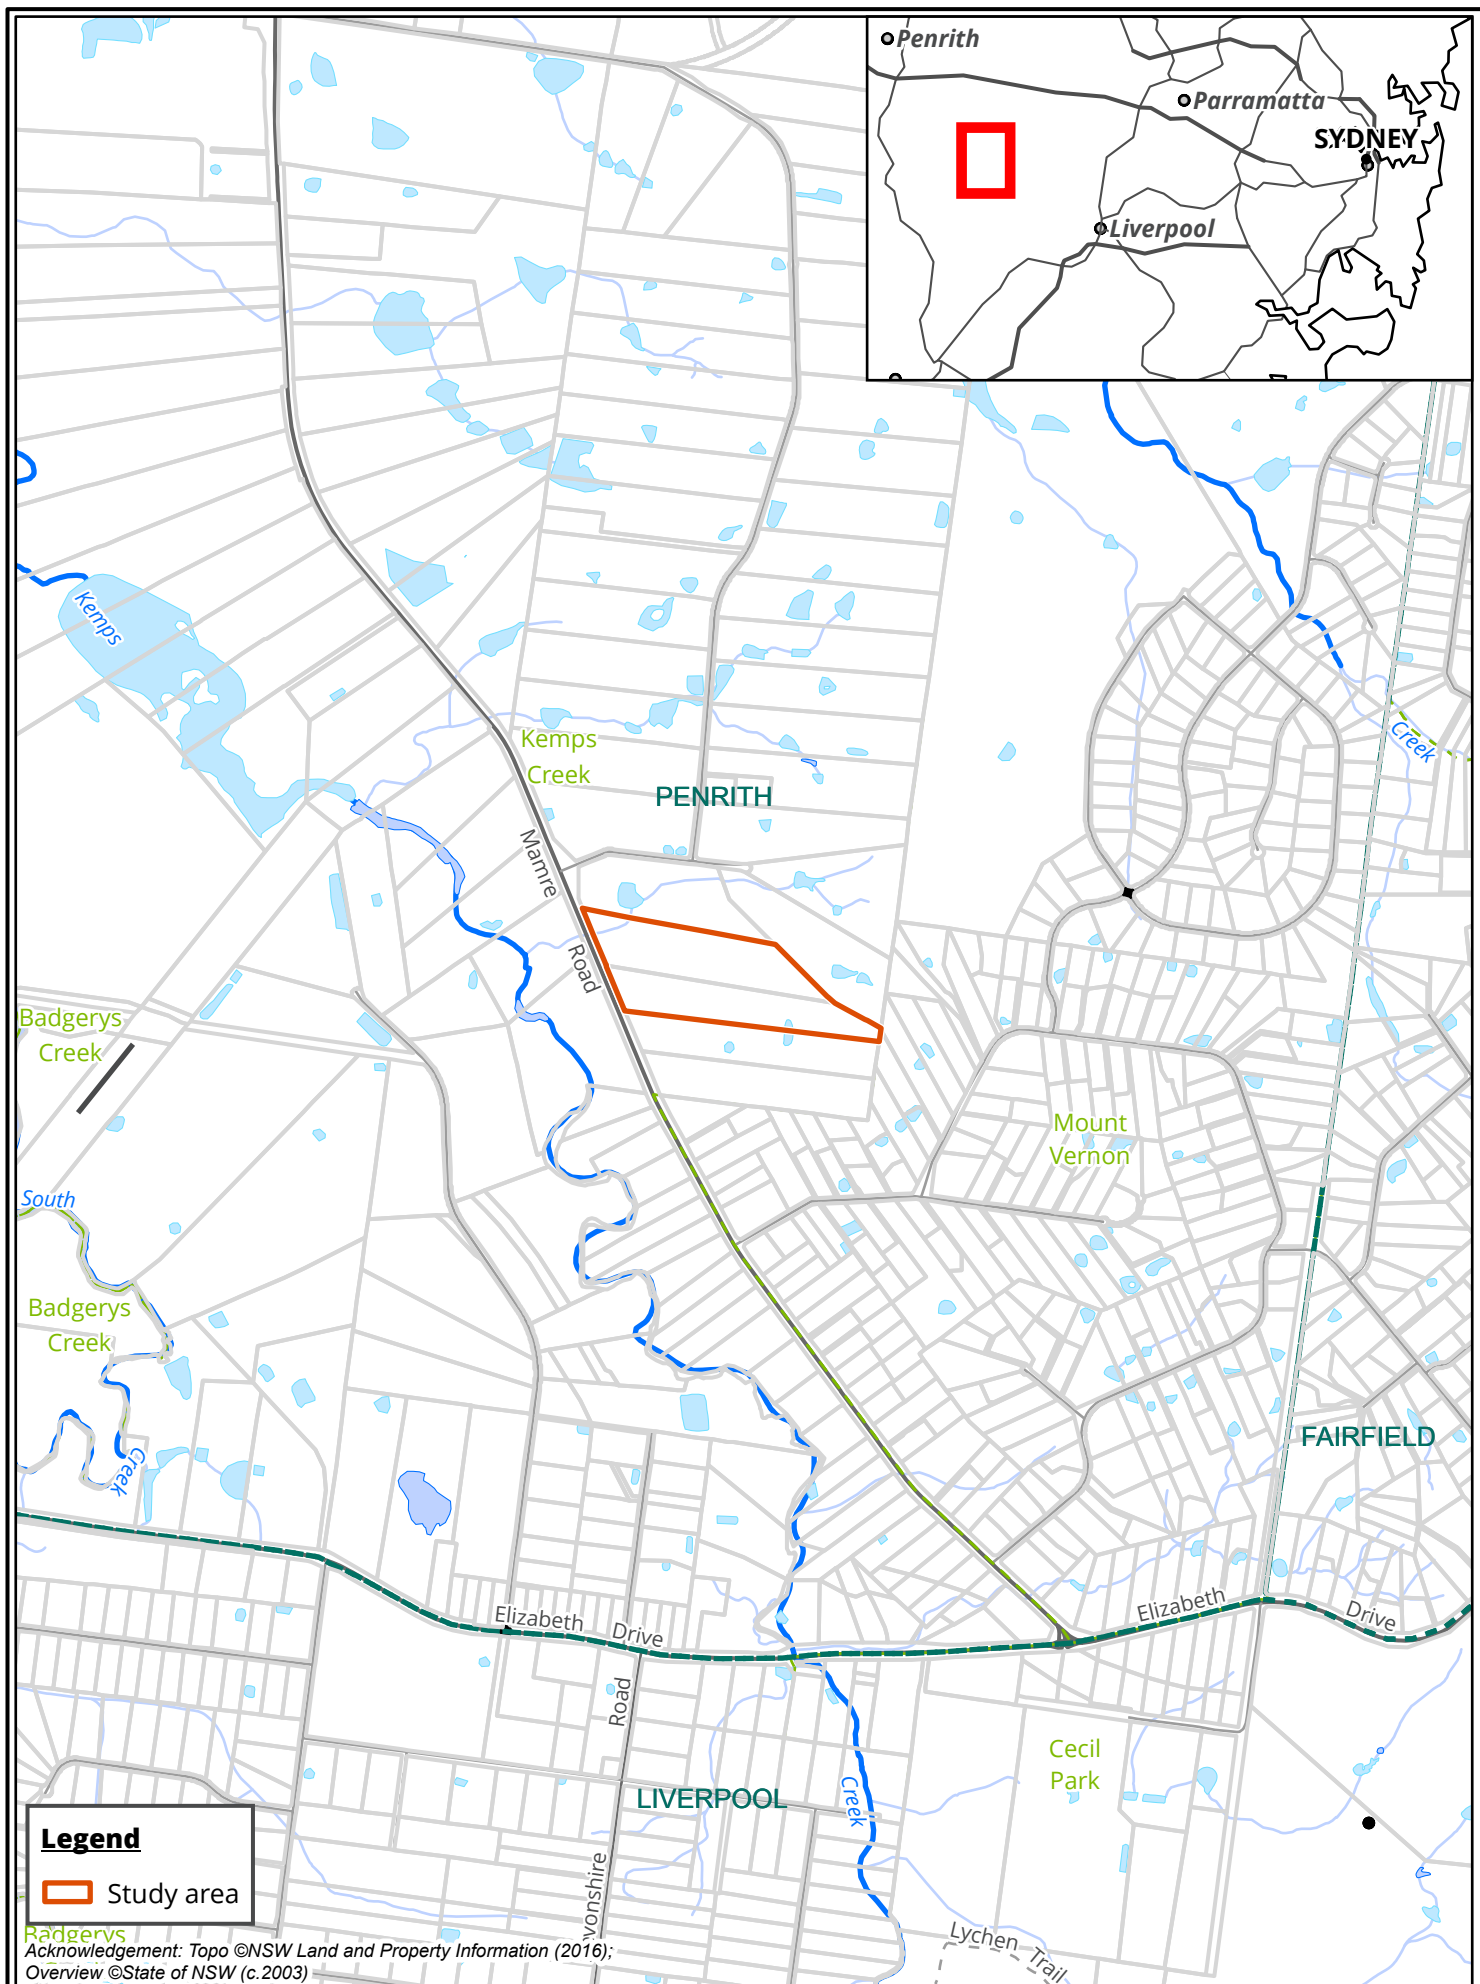 Penrith
Parramatta
SYDNEY
Liverpool
Kemps
Creek
Kemps
Creek
PENRITH
Mamre
Road
Badgerys
Creek
Mount
Vernon
South
Badgerys
Creek
Creek
FAIRFIELD
Elizabeth
Drive
Elizabeth
Drive
Road
Cecil
Park
LIVERPOOL
Creek
Legend
Study area
vonshire
Badgerys
Lychen Trail
Acknowledgement: Topo ©NSW Land and Property Information (2016);
Overview ©State of NSW (c.2003)